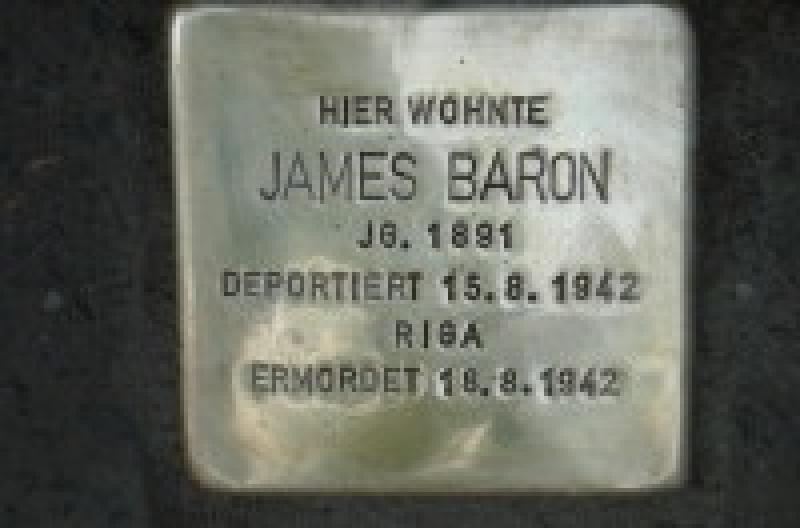 HIER WOHNTE
JAMES BARON
JG. 1891
DEPORTIERT 15.8.1942
RIGA
ERMORDET 18.8.1942